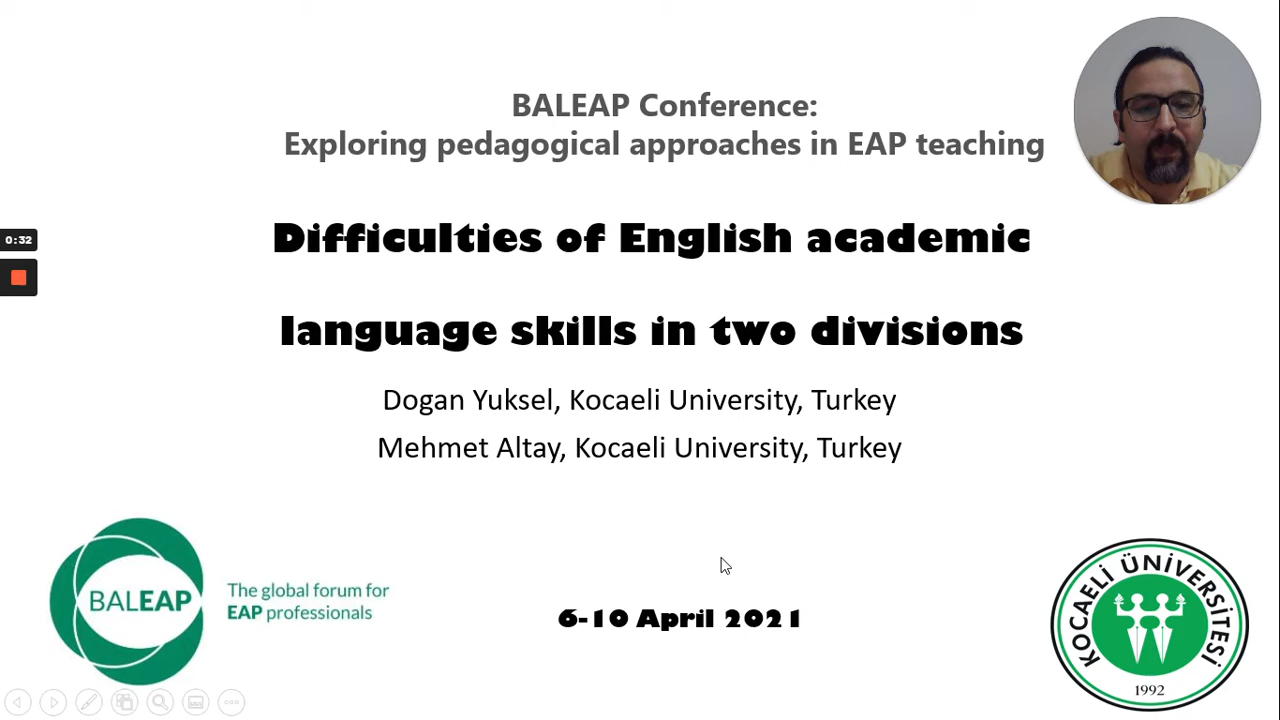 BALEAP Conference:
Exploring pedagogical approaches in EAP teaching
0:32
Difficulties of English academic
language skills in two divisions
Dogan Yuksel, Kocaeli University, Turkey
Mehmet Altay, Kocaeli University, Turkey
BALEAP
The global forum for
EAP professionals
6-10 April 2021
KOCAELİ ÜNİVERSİTESİ
1992